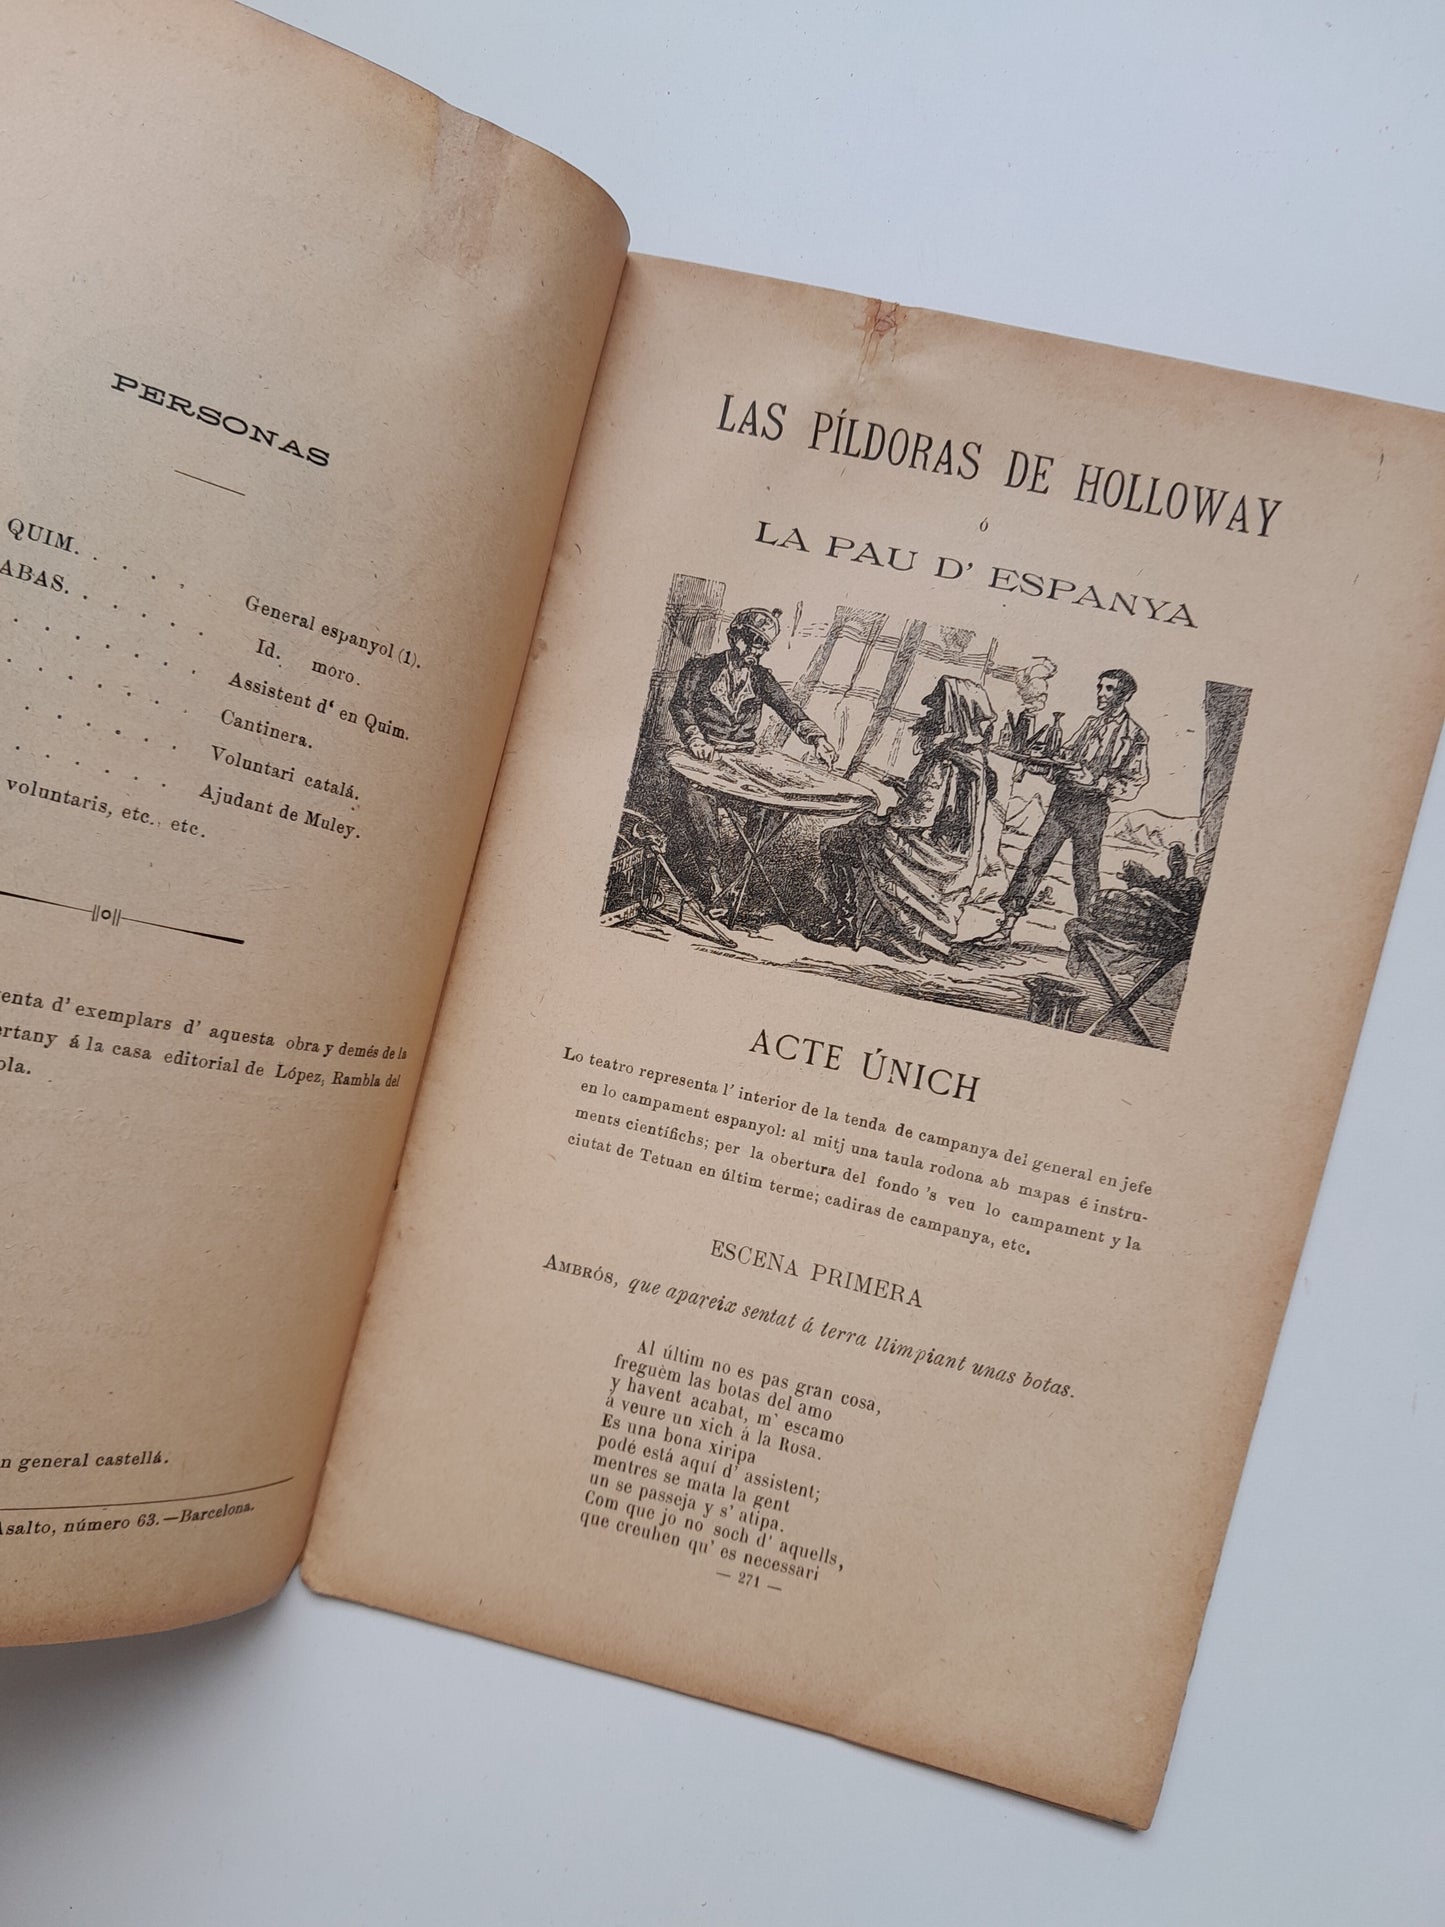 PERSONAS
QUIM. . . . . . General espanyol (1).
ABAS. . . . . . Id. moro.
Assistent d' en Quim.
Cantinera.
Voluntari catalá.
Ajudant de Muley.
voluntaris, etc., etc.
enta d' exemplars d' aquesta obra y demés de la
ertany á la casa editorial de López, Rambla del
ola.
n general castellá.
Asalto, número 63.—Barcelona.
LAS PÍLDORAS DE HOLLOWAY
ó
LA PAU D' ESPANYA
ACTE ÚNICH
Lo teatro representa l' interior de la tenda de campanya del general en jefe
en lo campament espanyol: al mitj una taula rodona ab mapas é instru-
ments científichs; per la obertura del fondo 's veu lo campament y la
ciutat de Tetuan en últim terme; cadiras de campanya, etc.
ESCENA PRIMERA
AMBRÓS, que apareix sentat á terra llimpiant unas botas.
Al últim no es pas gran cosa,
freguèm las botas del amo
y havent acabat, m' escamo
á veure un xich á la Rosa.
Es una bona xiripa
podé está aquí d' assistent;
mentres se mata la gent
un se passeja y s' atipa.
Com que jo no soch d' aquells,
que creuhen qu' es necessari
— 271 —